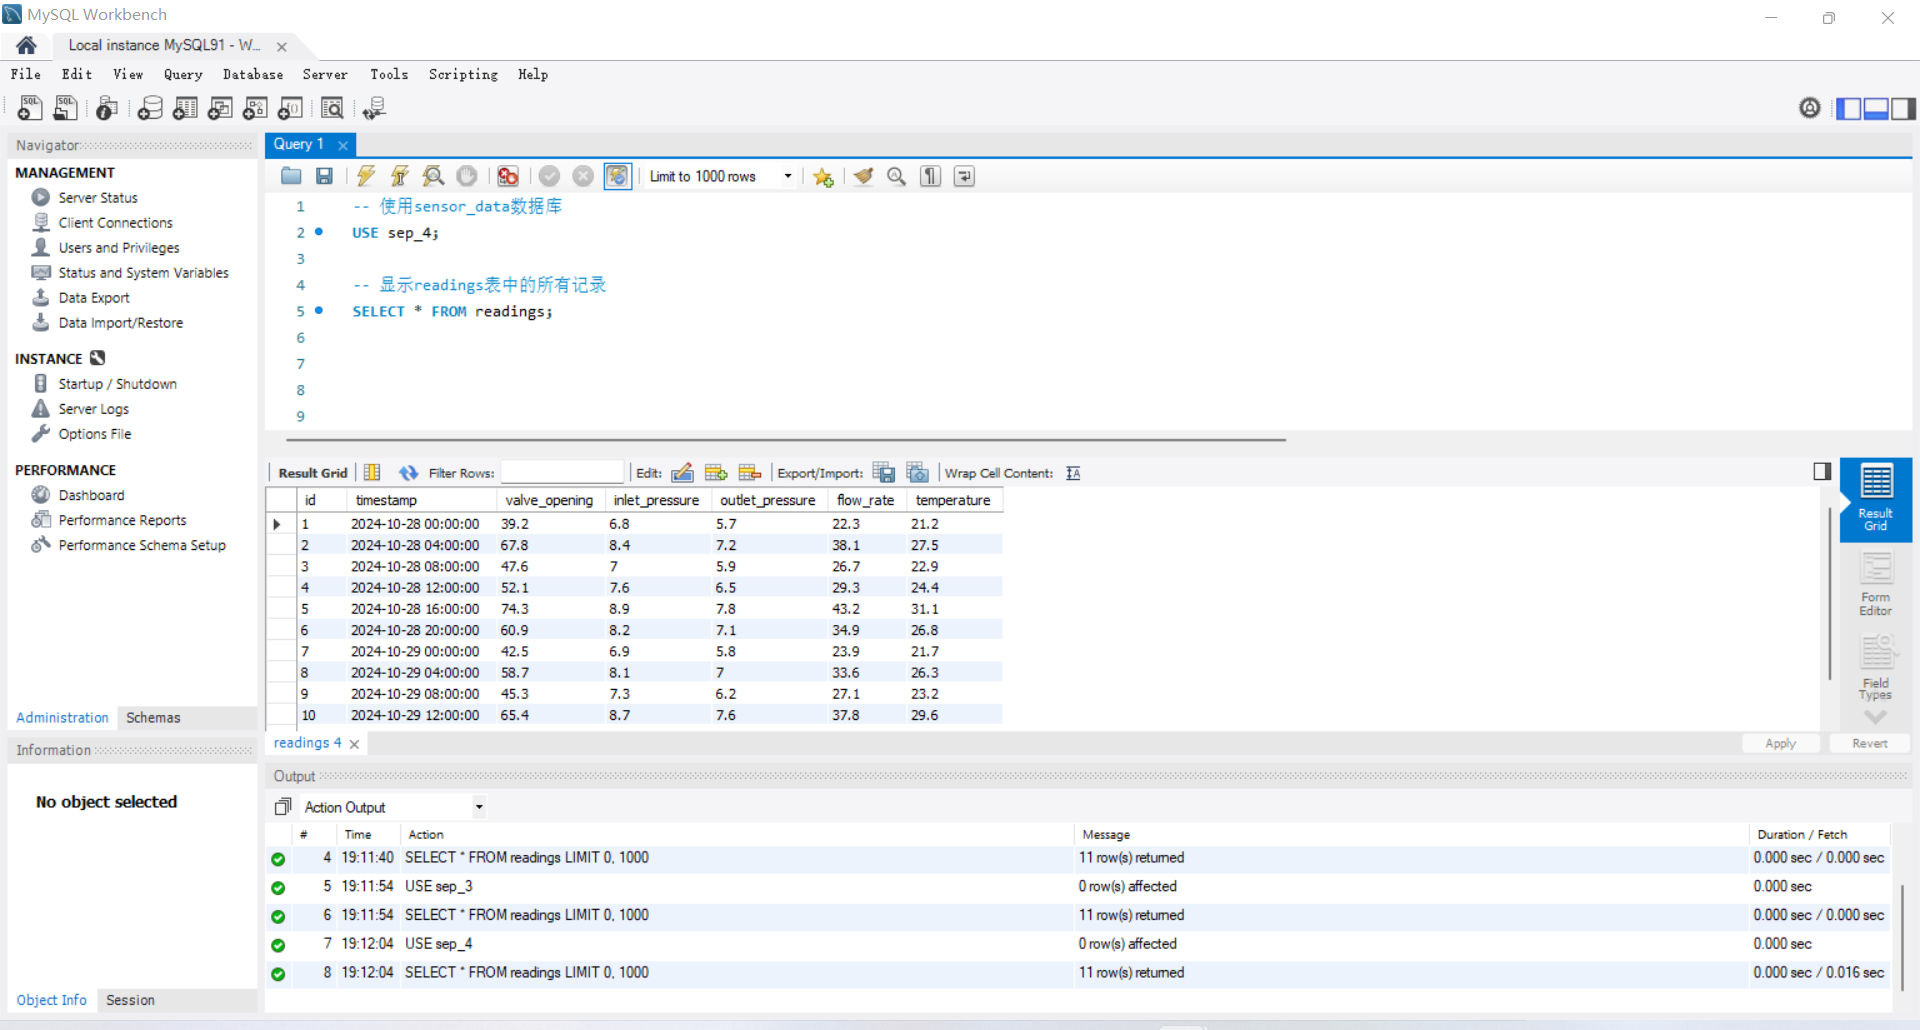 MySQL Workbench
Local instance MySQL91 - W...
File Edit View Query Database Server Tools Scripting Help
Navigator
MANAGEMENT
Server Status
Client Connections
Users and Privileges
Status and System Variables
Data Export
Data Import/Restore
INSTANCE
Startup / Shutdown
Server Logs
Options File
PERFORMANCE
Dashboard
Performance Reports
Performance Schema Setup
Administration Schemas
Information
No object selected
Object Info Session
Query 1
Limit to 1000 rows
1 -- 使用sensor_data数据库
2 USE sep_4;
3
4 -- 显示readings表中的所有记录
5 SELECT * FROM readings;
6
7
8
9
Result Grid Filter Rows: Edit: Export/Import: Wrap Cell Content:
id timestamp valve_opening inlet_pressure outlet_pressure flow_rate temperature
1 2024-10-28 00:00:00 39.2 6.8 5.7 22.3 21.2
2 2024-10-28 04:00:00 67.8 8.4 7.2 38.1 27.5
3 2024-10-28 08:00:00 47.6 7 5.9 26.7 22.9
4 2024-10-28 12:00:00 52.1 7.6 6.5 29.3 24.4
5 2024-10-28 16:00:00 74.3 8.9 7.8 43.2 31.1
6 2024-10-28 20:00:00 60.9 8.2 7.1 34.9 26.8
7 2024-10-29 00:00:00 42.5 6.9 5.8 23.9 21.7
8 2024-10-29 04:00:00 58.7 8.1 7 33.6 26.3
9 2024-10-29 08:00:00 45.3 7.3 6.2 27.1 23.2
10 2024-10-29 12:00:00 65.4 8.7 7.6 37.8 29.6
Result
Grid
Form
Editor
Field
Types
readings 4
Apply Revert
Output
Action Output
# Time Action Message Duration / Fetch
4 19:11:40 SELECT * FROM readings LIMIT 0, 1000 11 row(s) returned 0.000 sec / 0.000 sec
5 19:11:54 USE sep_3 0 row(s) affected 0.000 sec
6 19:11:54 SELECT * FROM readings LIMIT 0, 1000 11 row(s) returned 0.000 sec / 0.000 sec
7 19:12:04 USE sep_4 0 row(s) affected 0.000 sec
8 19:12:04 SELECT * FROM readings LIMIT 0, 1000 11 row(s) returned 0.000 sec / 0.016 sec